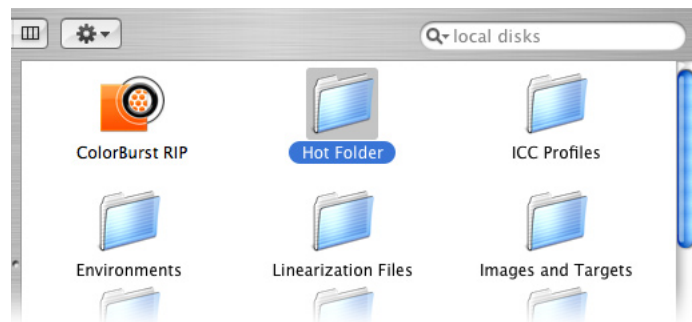 local disks
ColorBurst RIP
Hot Folder
ICC Profiles
Environments
Linearization Files
Images and Targets